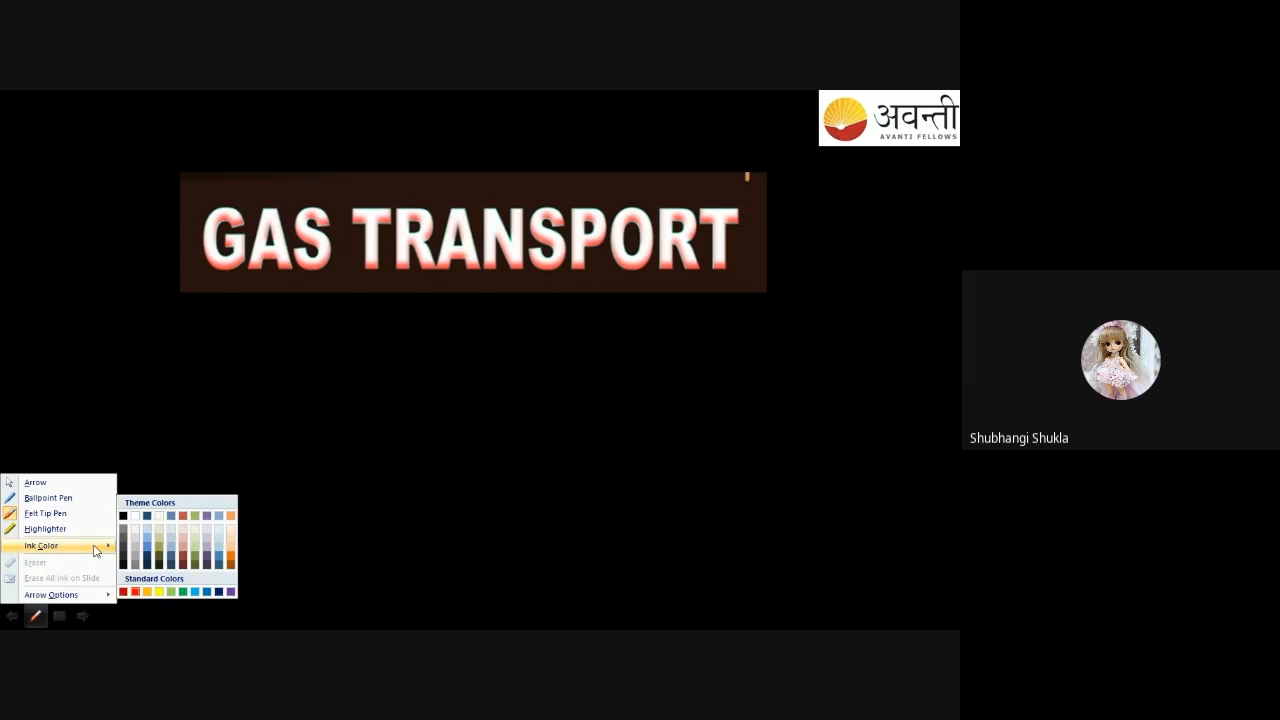 अवन्ती
AVANTI FELLOWS
GAS TRANSPORT
Shubhangi Shukla
Arrow
Ballpoint Pen
Felt Tip Pen
Highlighter
Ink Color
Eraser
Erase All Ink on Slide
Arrow Options
Theme Colors
Standard Colors